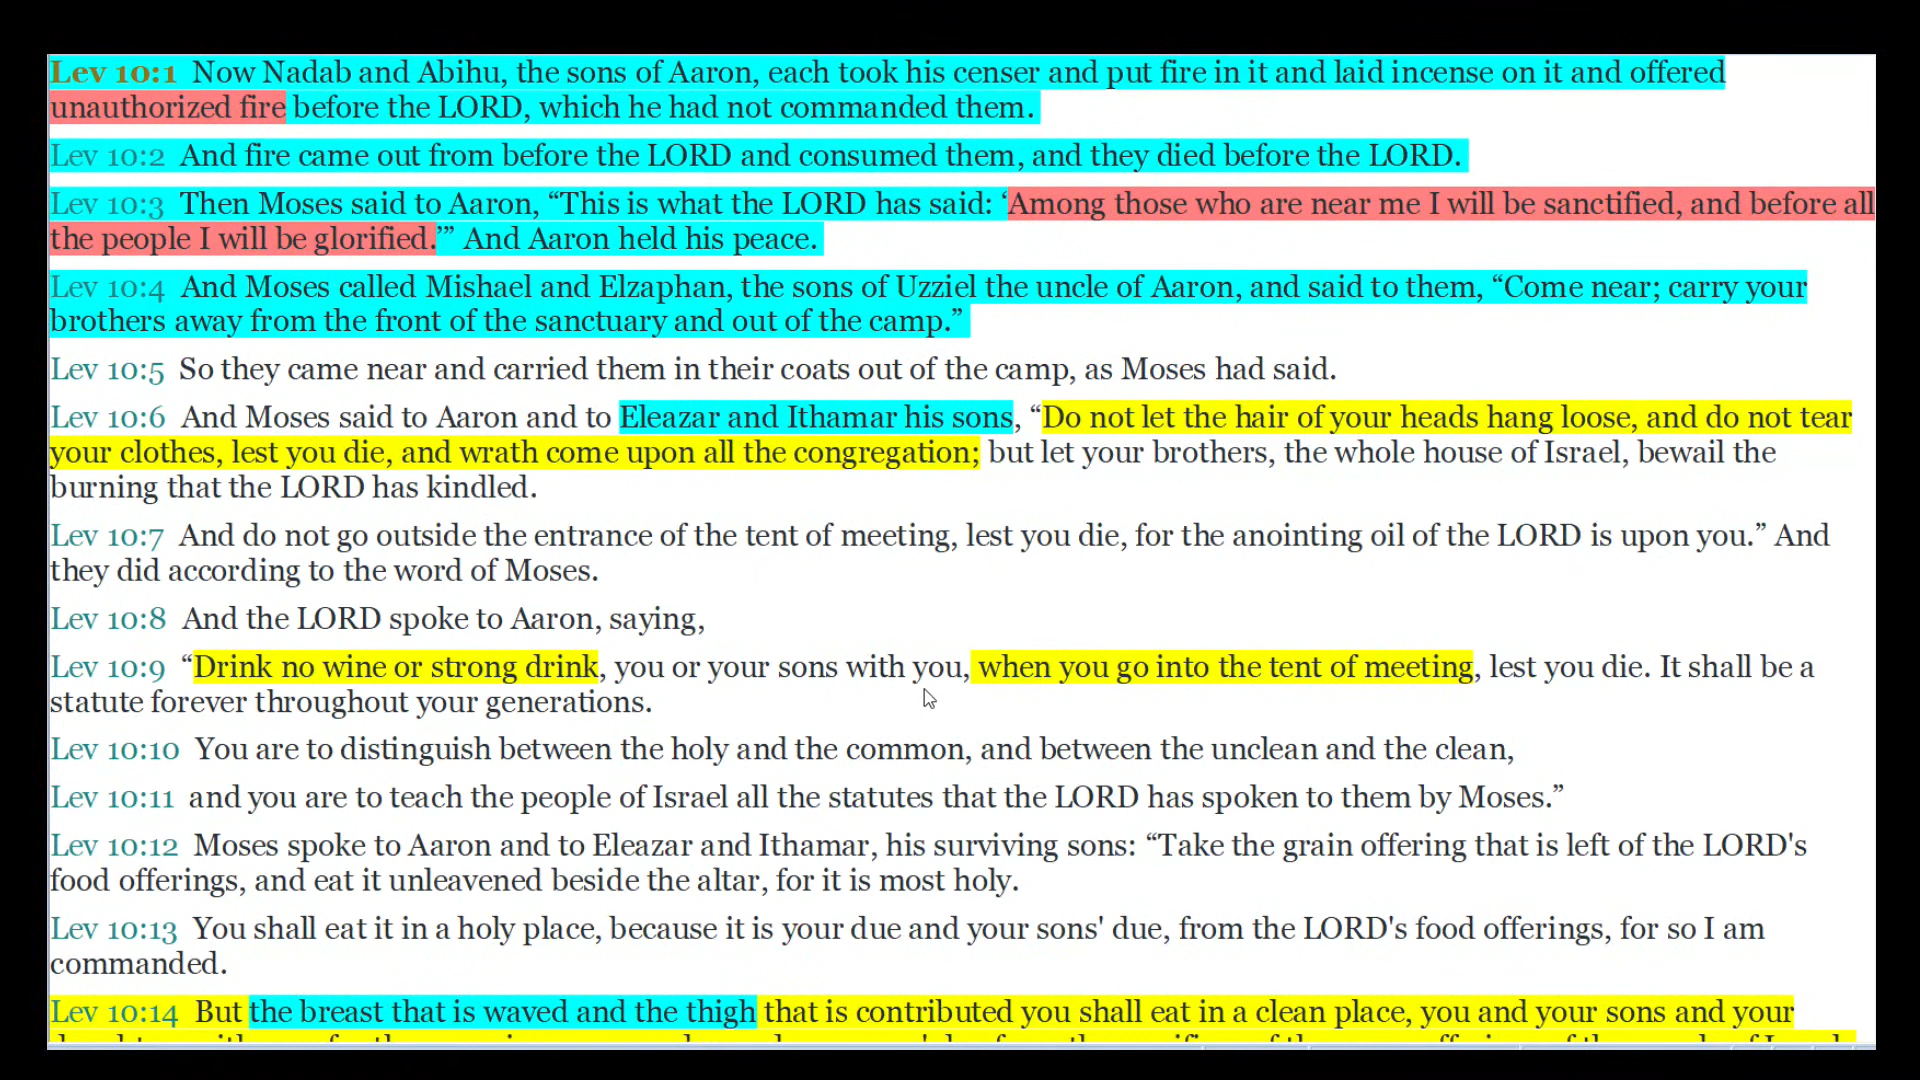 Lev 10:1 Now Nadab and Abihu, the sons of Aaron, each took his censer and put fire in it and laid incense on it and offered
unauthorized fire before the LORD, which he had not commanded them.
Lev 10:2 And fire came out from before the LORD and consumed them, and they died before the LORD.
Lev 10:3 Then Moses said to Aaron, “This is what the LORD has said: ‘Among those who are near me I will be sanctified, and before all
the people I will be glorified.’” And Aaron held his peace.
Lev 10:4 And Moses called Mishael and Elzaphan, the sons of Uzziel the uncle of Aaron, and said to them, “Come near; carry your
brothers away from the front of the sanctuary and out of the camp.”
Lev 10:5 So they came near and carried them in their coats out of the camp, as Moses had said.
Lev 10:6 And Moses said to Aaron and to Eleazar and Ithamar his sons, “Do not let the hair of your heads hang loose, and do not tear
your clothes, lest you die, and wrath come upon all the congregation; but let your brothers, the whole house of Israel, bewail the
burning that the LORD has kindled.
Lev 10:7 And do not go outside the entrance of the tent of meeting, lest you die, for the anointing oil of the LORD is upon you.” And
they did according to the word of Moses.
Lev 10:8 And the LORD spoke to Aaron, saying,
Lev 10:9 “Drink no wine or strong drink, you or your sons with you, when you go into the tent of meeting, lest you die. It shall be a
statute forever throughout your generations.
Lev 10:10 You are to distinguish between the holy and the common, and between the unclean and the clean,
Lev 10:11 and you are to teach the people of Israel all the statutes that the LORD has spoken to them by Moses.”
Lev 10:12 Moses spoke to Aaron and to Eleazar and Ithamar, his surviving sons: “Take the grain offering that is left of the LORD's
food offerings, and eat it unleavened beside the altar, for it is most holy.
Lev 10:13 You shall eat it in a holy place, because it is your due and your sons' due, from the LORD's food offerings, for so I am
commanded.
Lev 10:14 But the breast that is waved and the thigh that is contributed you shall eat in a clean place, you and your sons and your